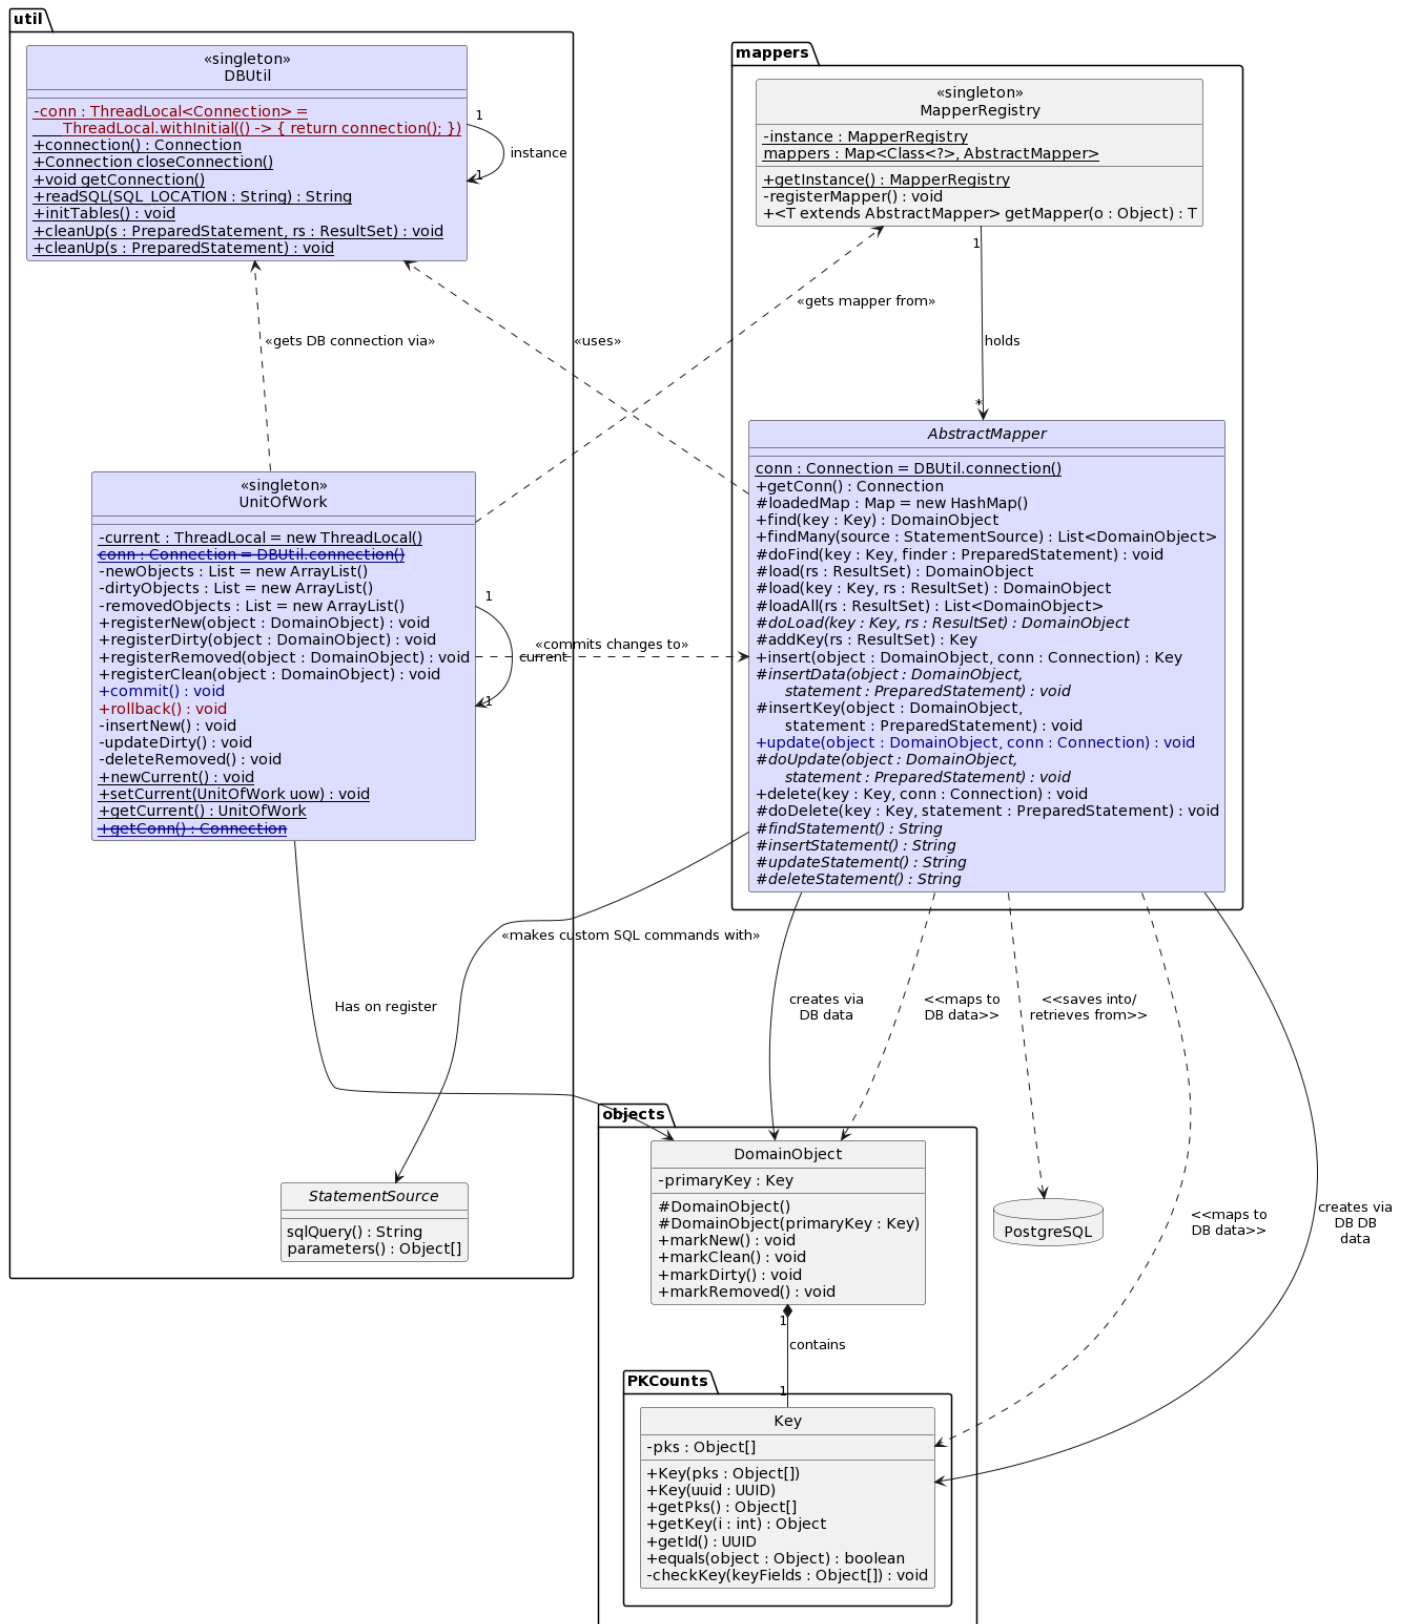 util
«singleton»
DBUtil
-conn : ThreadLocal<Connection> =
___ThreadLocal.withInitial(() -> { return connection(); })
+connection() : Connection
+Connection closeConnection()
+void getConnection()
+readSQL(SQL_LOCATION : String) : String
+initTables() : void
+cleanUp(s : PreparedStatement, rs : ResultSet) : void
+cleanUp(s : PreparedStatement) : void
1
instance
1
mappers
«singleton»
MapperRegistry
-instance : MapperRegistry
mappers : Map<Class<?>, AbstractMapper>
+getInstance() : MapperRegistry
-registerMapper() : void
+<T extends AbstractMapper> getMapper(o : Object) : T
1
«gets mapper from»
«gets DB connection via»
«uses»
holds
*
«singleton»
UnitOfWork
-current : ThreadLocal = new ThreadLocal()
conn : Connection = DBUtil.connection()
-newObjects : List = new ArrayList()
-dirtyObjects : List = new ArrayList()
-removedObjects : List = new ArrayList()
+registerNew(object : DomainObject) : void
+registerDirty(object : DomainObject) : void
+registerRemoved(object : DomainObject) : void
+registerClean(object : DomainObject) : void
+commit() : void
+rollback() : void
-insertNew() : void
-updateDirty() : void
-deleteRemoved() : void
+newCurrent() : void
+setCurrent(UnitOfWork uow) : void
+getCurrent() : UnitOfWork
+getConn() : Connection
1
«commits changes to»
current
1
AbstractMapper
conn : Connection = DBUtil.connection()
+getConn() : Connection
#loadedMap : Map = new HashMap()
+find(key : Key) : DomainObject
+findMany(source : StatementSource) : List<DomainObject>
#doFind(key : Key, finder : PreparedStatement) : void
#load(rs : ResultSet) : DomainObject
#load(key : Key, rs : ResultSet) : DomainObject
#loadAll(rs : ResultSet) : List<DomainObject>
#doLoad(key : Key, rs : ResultSet) : DomainObject
#addKey(rs : ResultSet) : Key
+insert(object : DomainObject, conn : Connection) : Key
#insertData(object : DomainObject,
statement : PreparedStatement) : void
#insertKey(object : DomainObject,
statement : PreparedStatement) : void
+update(object : DomainObject, conn : Connection) : void
#doUpdate(object : DomainObject,
statement : PreparedStatement) : void
+delete(key : Key, conn : Connection) : void
#doDelete(key : Key, statement : PreparedStatement) : void
#findStatement() : String
#insertStatement() : String
#updateStatement() : String
#deleteStatement() : String
«makes custom SQL commands with»
Has on register
creates via
DB data
<<maps to
DB data>>
<<saves into/
retrieves from>>
objects
DomainObject
-primaryKey : Key
#DomainObject()
#DomainObject(primaryKey : Key)
+markNew() : void
+markClean() : void
+markDirty() : void
+markRemoved() : void
StatementSource
sqlQuery() : String
parameters() : Object[]
PostgreSQL
<<maps to
DB data>>
creates via
DB DB
data
1
contains
1
PKCounts
Key
-pks : Object[]
+Key(pks : Object[])
+Key(uuid : UUID)
+getPks() : Object[]
+getKey(i : int) : Object
+getId() : UUID
+equals(object : Object) : boolean
-checkKey(keyFields : Object[]) : void